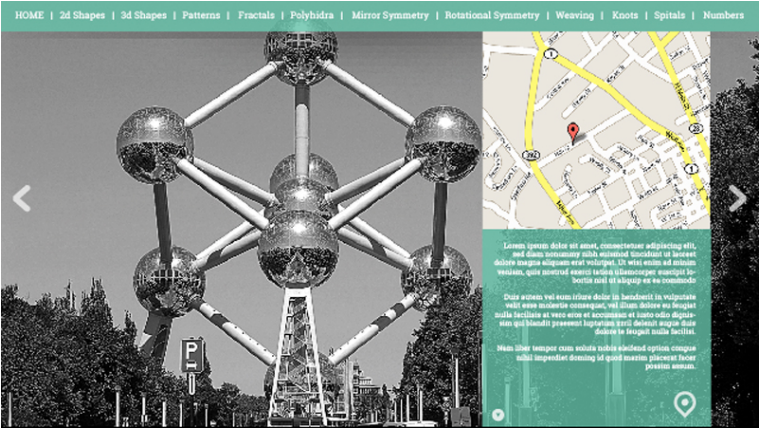 HOME | 2d Shapes | 3d Shapes | Patterns | Fractals | Polyhidra | Mirror Symmetry | Rotational Symmetry | Weaving | Knots | Spitals | Numbers
Lorem ipsum dolor sit amet, consectetuer adipiscing elit,
sed diam nonummy nibh euismod tincidunt ut laoreet
dolore magna aliquam erat volutpat. Ut wisi enim ad minim
veniam, quis nostrud exerci tation ullamcorper suscipit lo-
bortis nisl ut aliquip ex ea commodo
Duis autem vel eum iriure dolor in hendrerit in vulputate
velit esse molestie consequat, vel illum dolore eu feugiat
nulla facilisis at vero eros et accumsan et iusto odio dignis-
sim qui blandit praesent luptatum zzril delenit augue duis
dolore te feugait nulla facilisi.
Nam liber tempor cum soluta nobis eleifend option congue
nihil imperdiet doming id quod mazim placerat facer
possim assum.
P